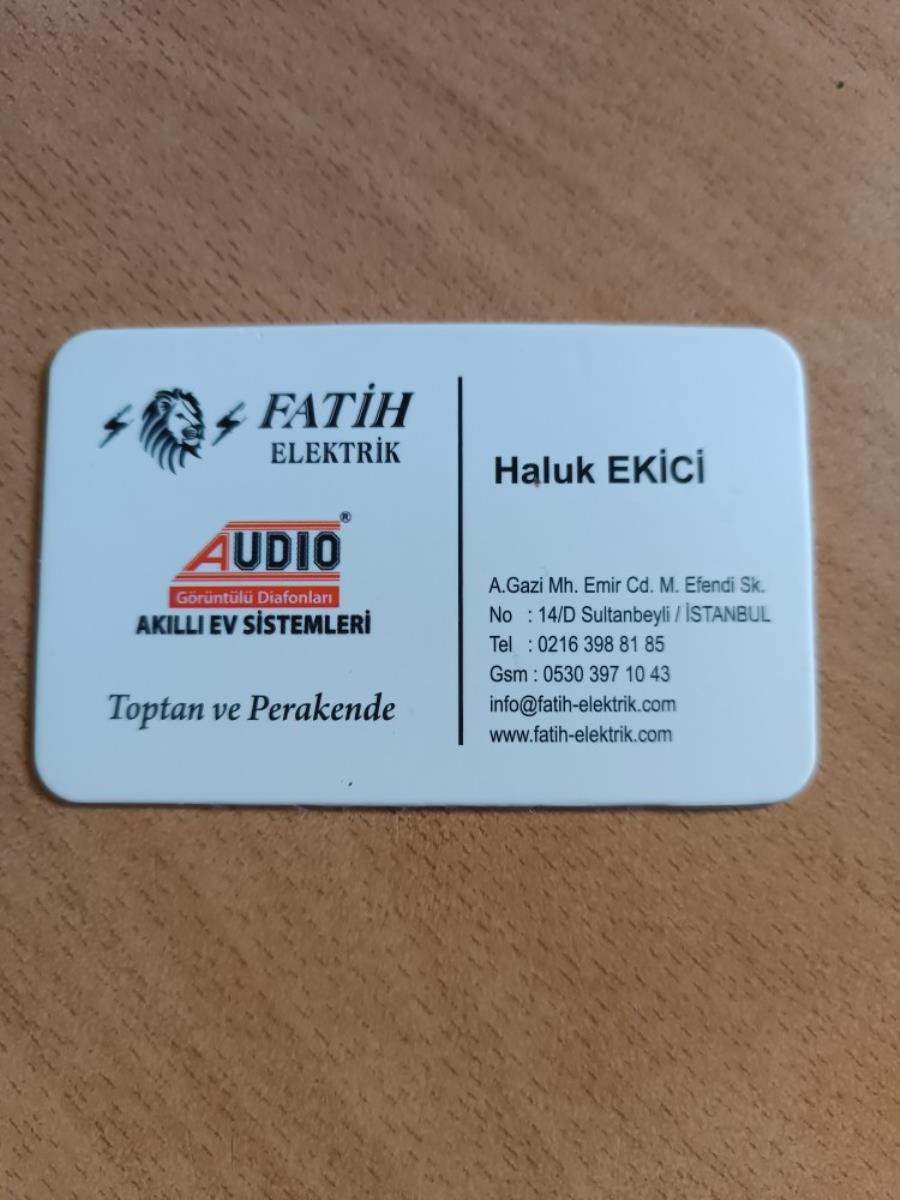 FATİH
ELEKTRİK
AUDIO®
Görüntülü Diafonları
AKILLI EV SİSTEMLERİ
Toptan ve Perakende
Haluk EKİCİ
A.Gazi Mh. Emir Cd. M. Efendi Sk.
No : 14/D Sultanbeyli / İSTANBUL
Tel : 0216 398 81 85
Gsm : 0530 397 10 43
info@fatih-elektrik.com
www.fatih-elektrik.com